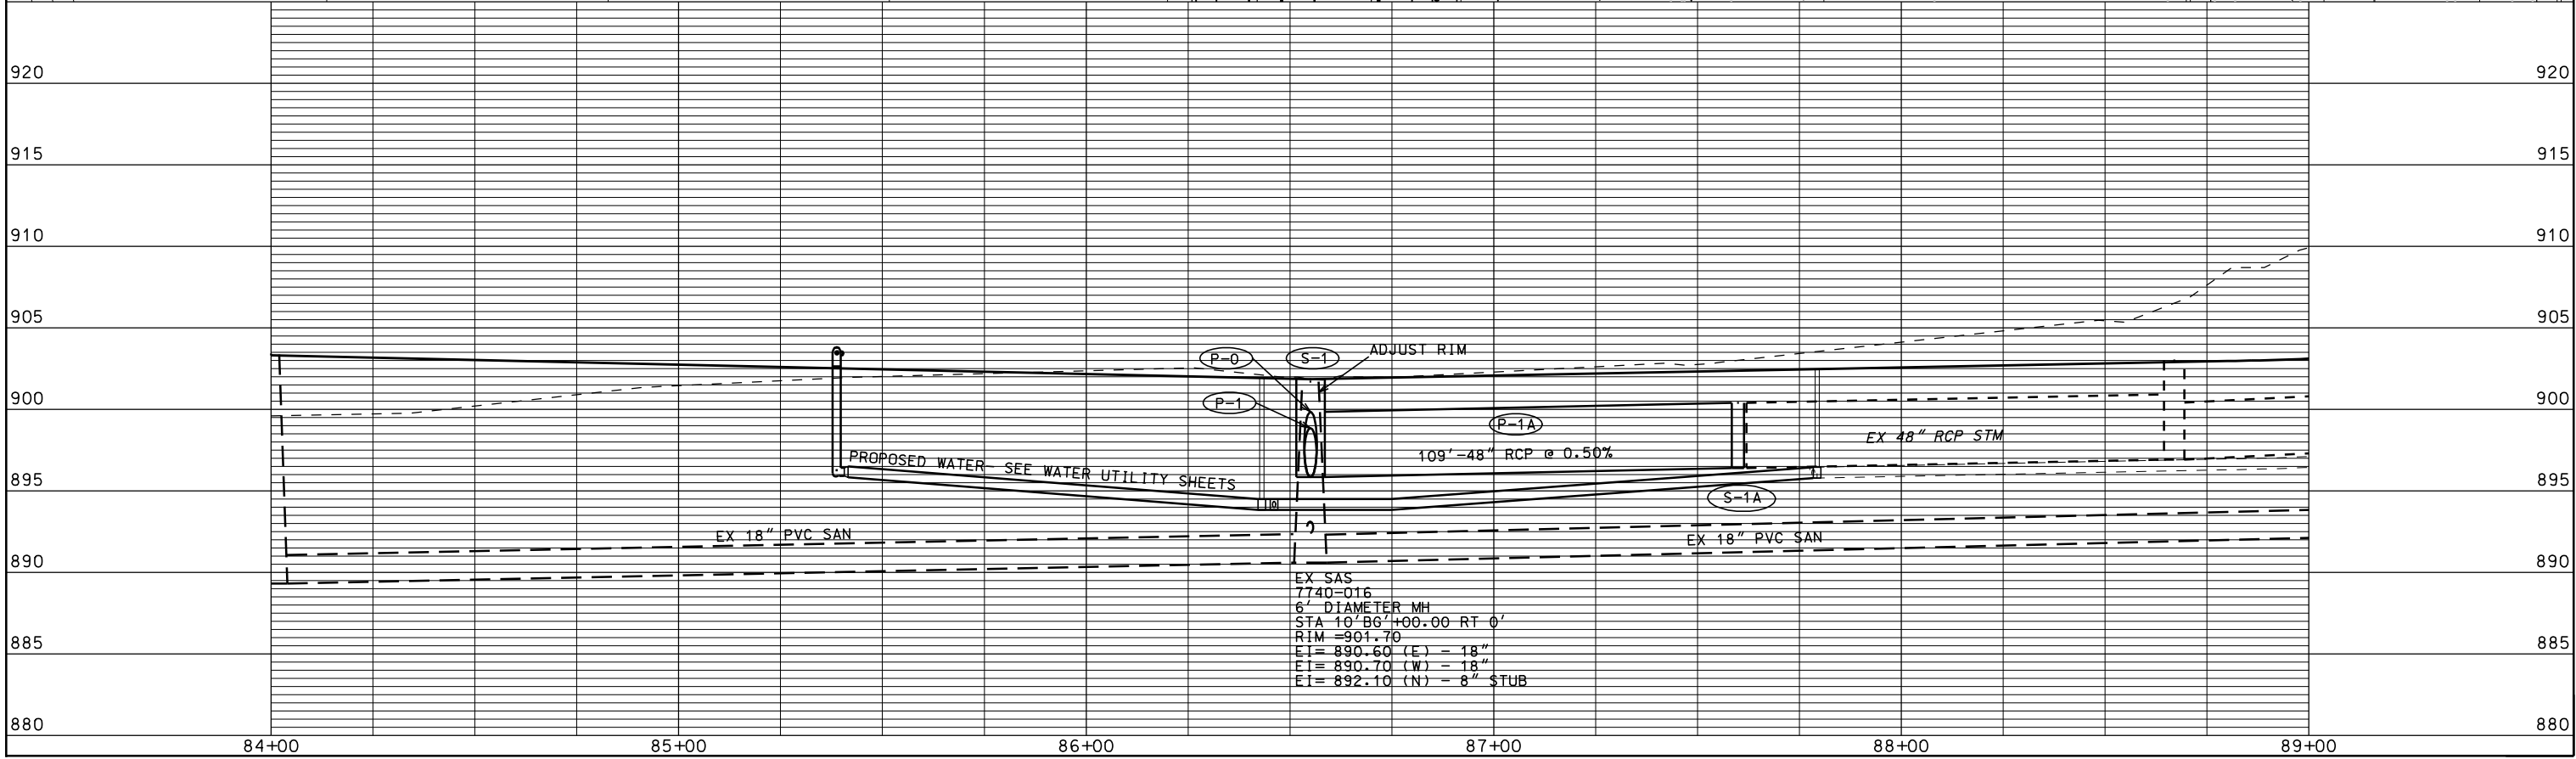 920 920
915 915
910 910
905 905
P-0 S-1 ADJUST RIM
900 900
P-1
P-1A
EX 48" RCP STM
109'-48" RCP @ 0.50%
PROPOSED WATER- SEE WATER UTILITY SHEETS
895 895
S-1A
EX 18" PVC SAN
EX 18" PVC SAN
890 890
EX SAS
7740-016
6' DIAMETER MH
STA 10'BG'+00.00 RT 0'
RIM =901.70
EI= 890.60 (E) - 18"
EI= 890.70 (W) - 18"
EI= 892.10 (N) - 8" STUB
885 885
880 880
84+00 85+00 86+00 87+00 88+00 89+00